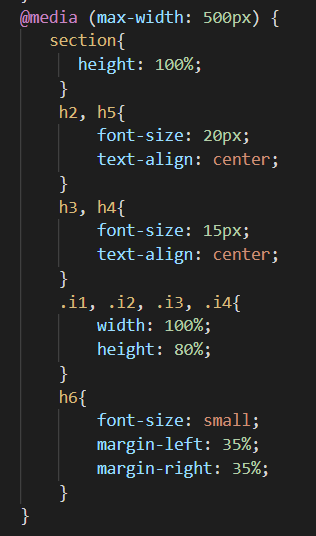 @media (max-width: 500px) {
section{
height: 100%;
}
h2, h5{
font-size: 20px;
text-align: center;
}
h3, h4{
font-size: 15px;
text-align: center;
}
.i1, .i2, .i3, .i4{
width: 100%;
height: 80%;
}
h6{
font-size: small;
margin-left: 35%;
margin-right: 35%;
}
}